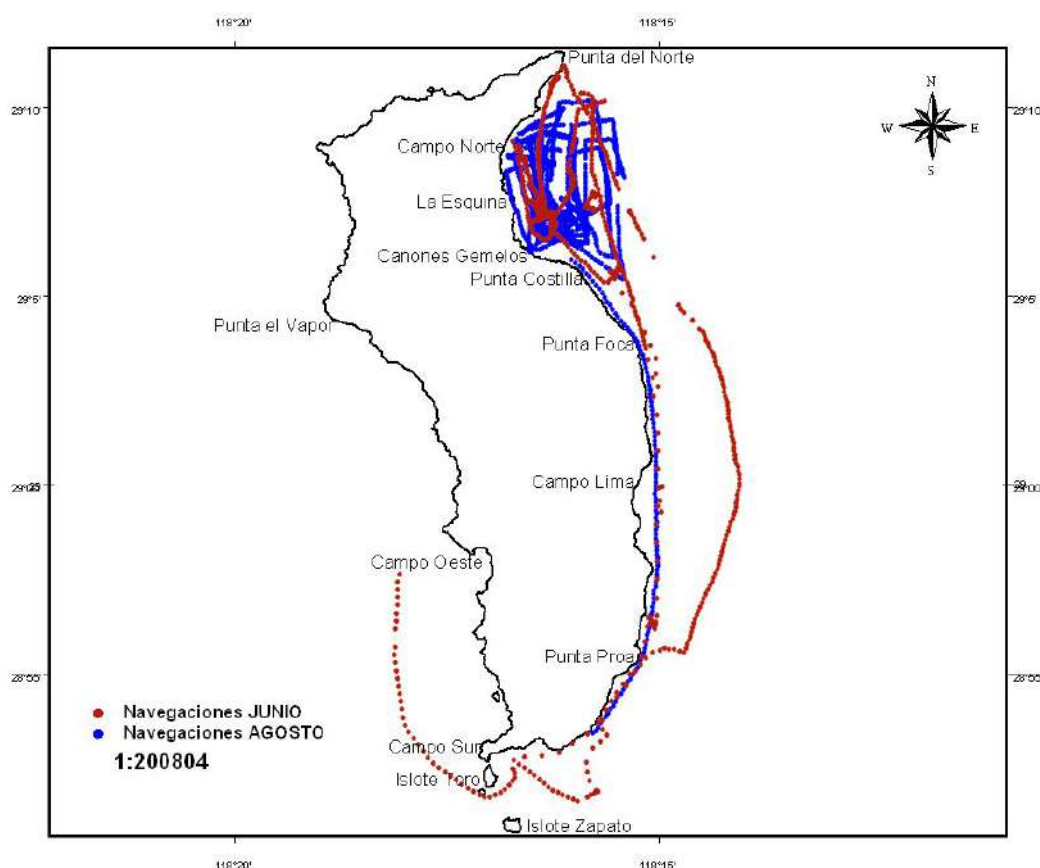 118°20'
118°15'
Punta del Norte
N
29°10'
29°10'
W
E
Campo Norte
S
La Esquina
Canones Gemelos
Punta Costilla
29°5'
29°5'
Punta el Vapor
Punta Foca
Campo Lima
Campo Oeste
Punta Proa
28°55'
28°55'
Navegaciones JUNIO
Navegaciones AGOSTO
1:200804
Campo Sur
Islote Toro
Islote Zapato
118°20'
118°15'